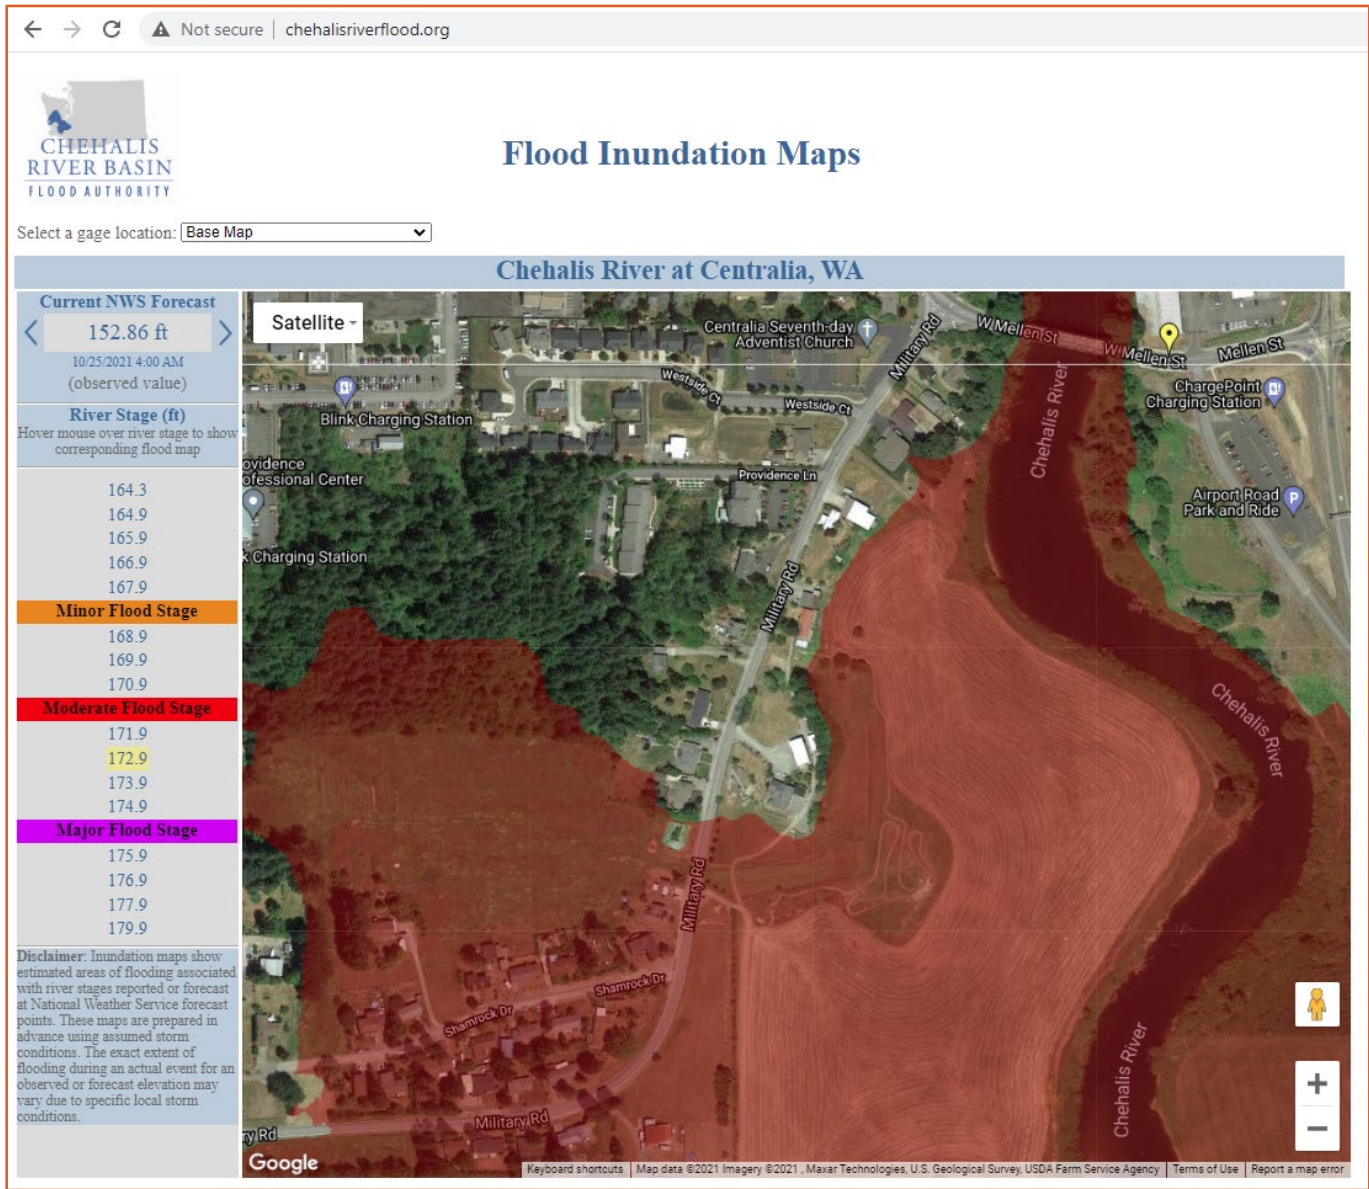 Not secure | chehalisriverflood.org
CHEHALIS
RIVER BASIN
FLOOD AUTHORITY
Flood Inundation Maps
Select a gage location: Base Map
Chehalis River at Centralia, WA
Current NWS Forecast
152.86 ft
10/25/2021 4:00 AM
(observed value)
River Stage (ft)
Hover mouse over river stage to show
corresponding flood map
164.3
164.9
165.9
166.9
167.9
Minor Flood Stage
168.9
169.9
170.9
Moderate Flood Stage
171.9
172.9
173.9
174.9
Major Flood Stage
175.9
176.9
177.9
179.9
Disclaimer: Inundation maps show
estimated areas of flooding associated
with river stages reported or forecast
at National Weather Service forecast
points. These maps are prepared in
advance using assumed storm
conditions. The exact extent of
flooding during an actual event for an
observed or forecast elevation may
vary due to specific local storm
conditions.
Satellite
Centralia Seventh-day
Adventist Church
Military Rd
W Mellen St
W Mellen St
Mellen St
Westside Ct
Westside Ct
Blink Charging Station
ChargePoint
Charging Station
Chehalis River
ovidence
ofessional Center
Providence Ln
Airport Road
Park and Ride
P
k Charging Station
Military Rd
Chehalis River
Military Rd
Shamrock Dr
Shamrock Dr
Chehalis River
Military Rd
ry Rd
Google
Keyboard shortcuts
Map data ©2021 Imagery ©2021 , Maxar Technologies, U.S. Geological Survey, USDA Farm Service Agency
Terms of Use
Report a map error